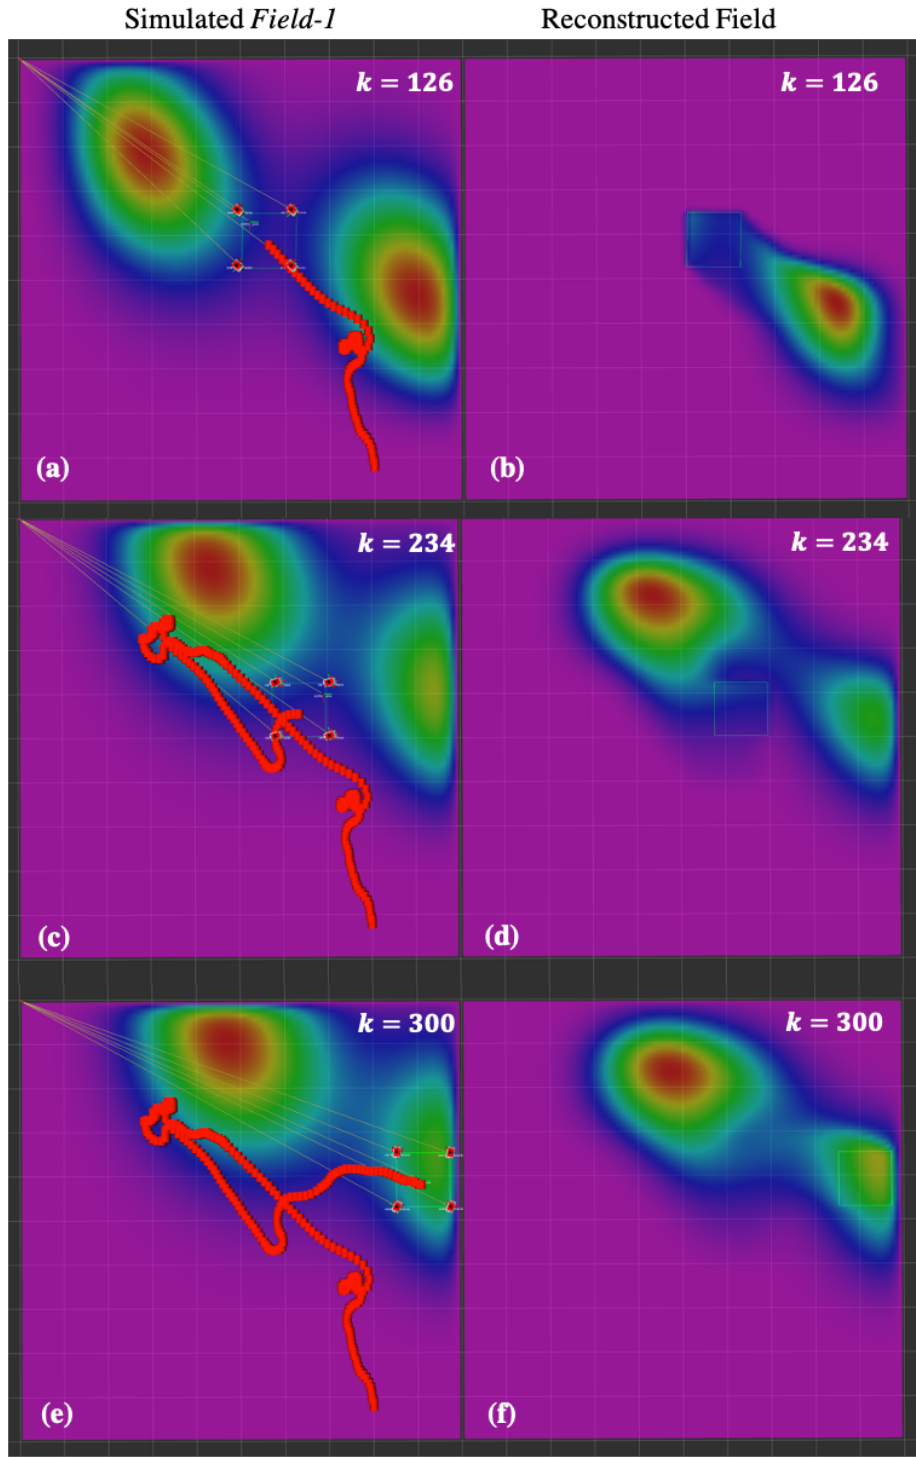 Simulated Field-1 Reconstructed Field
k = 126 k = 126
(a) (b)
k = 234 k = 234
(c) (d)
k = 300 k = 300
(e) (f)